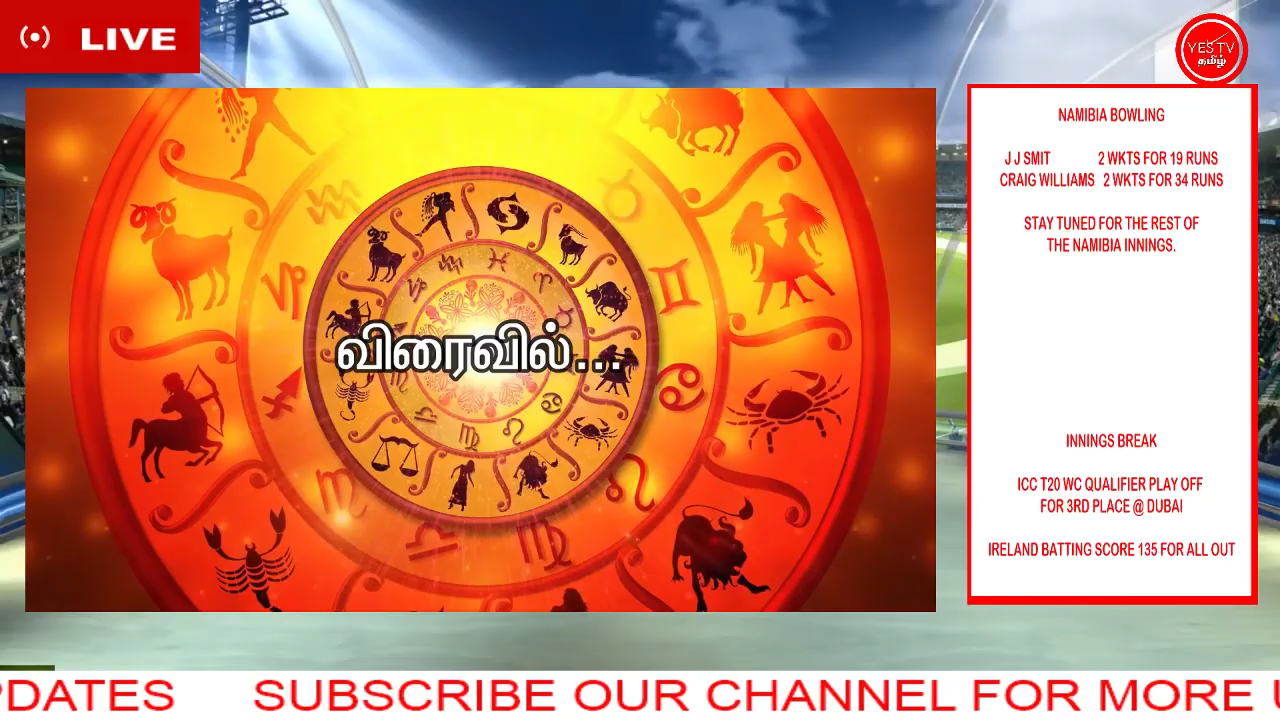 LIVE
YES TV
தமிழ்
விரைவில்...
NAMIBIA BOWLING
J J SMIT 2 WKTS FOR 19 RUNS
CRAIG WILLIAMS 2 WKTS FOR 34 RUNS
STAY TUNED FOR THE REST OF
THE NAMIBIA INNINGS.
INNINGS BREAK
ICC T20 WC QUALIFIER PLAY OFF
FOR 3RD PLACE @ DUBAI
IRELAND BATTING SCORE 135 FOR ALL OUT
PDATES SUBSCRIBE OUR CHANNEL FOR MORE U